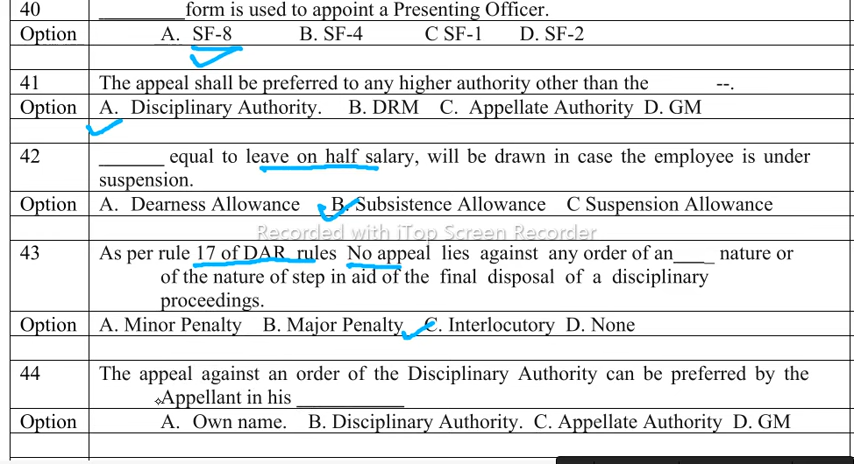 40 ________form is used to appoint a Presenting Officer.
Option A. SF-8 B. SF-4 C SF-1 D. SF-2
41 The appeal shall be preferred to any higher authority other than the --.
Option A. Disciplinary Authority. B. DRM C. Appellate Authority D. GM
42 ______ equal to leave on half salary, will be drawn in case the employee is under
suspension.
Option A. Dearness Allowance B. Subsistence Allowance C Suspension Allowance
Recorded with iTop Screen Recorder
43 As per rule 17 of DAR rules No appeal lies against any order of an____ nature or
of the nature of step in aid of the final disposal of a disciplinary
proceedings.
Option A. Minor Penalty B. Major Penalty C. Interlocutory D. None
44 The appeal against an order of the Disciplinary Authority can be preferred by the
Appellant in his __________
Option A. Own name. B. Disciplinary Authority. C. Appellate Authority D. GM